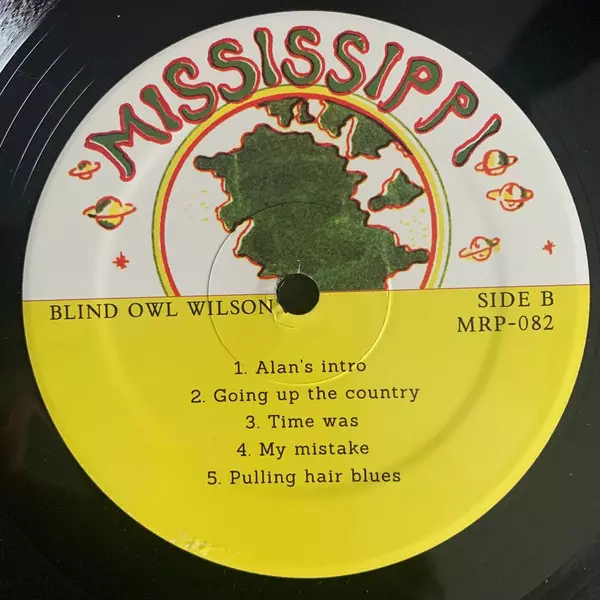 MISSISSIPPI
BLIND OWL WILSON
SIDE B
MRP-082
1. Alan's intro
2. Going up the country
3. Time was
4. My mistake
5. Pulling hair blues